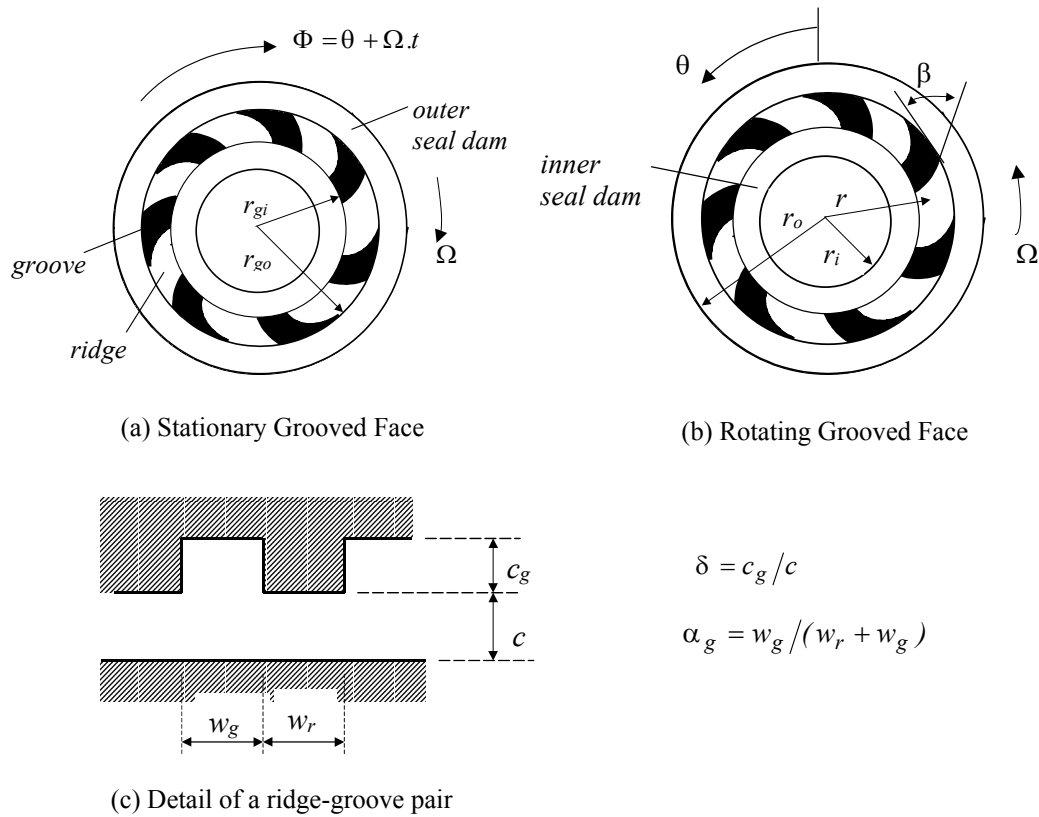 Φ = θ + Ω.t
outer
seal dam
r_gi
r_go
Ω
groove
ridge
(a) Stationary Grooved Face
θ
β
inner
seal dam
r
r_o
r_i
Ω
(b) Rotating Grooved Face
c_g
c
w_g
w_r
δ = c_g/c
α_g = w_g/(w_r + w_g)
(c) Detail of a ridge-groove pair